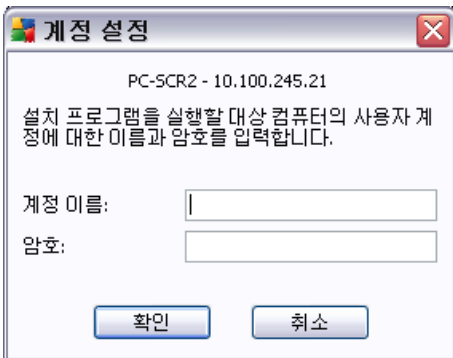 계정 설정
PC-SCR2 - 10.100.245.21
설치 프로그램을 실행할 대상 컴퓨터의 사용자 계
정에 대한 이름과 암호를 입력합니다.
계정 이름:
암호:
확인 취소